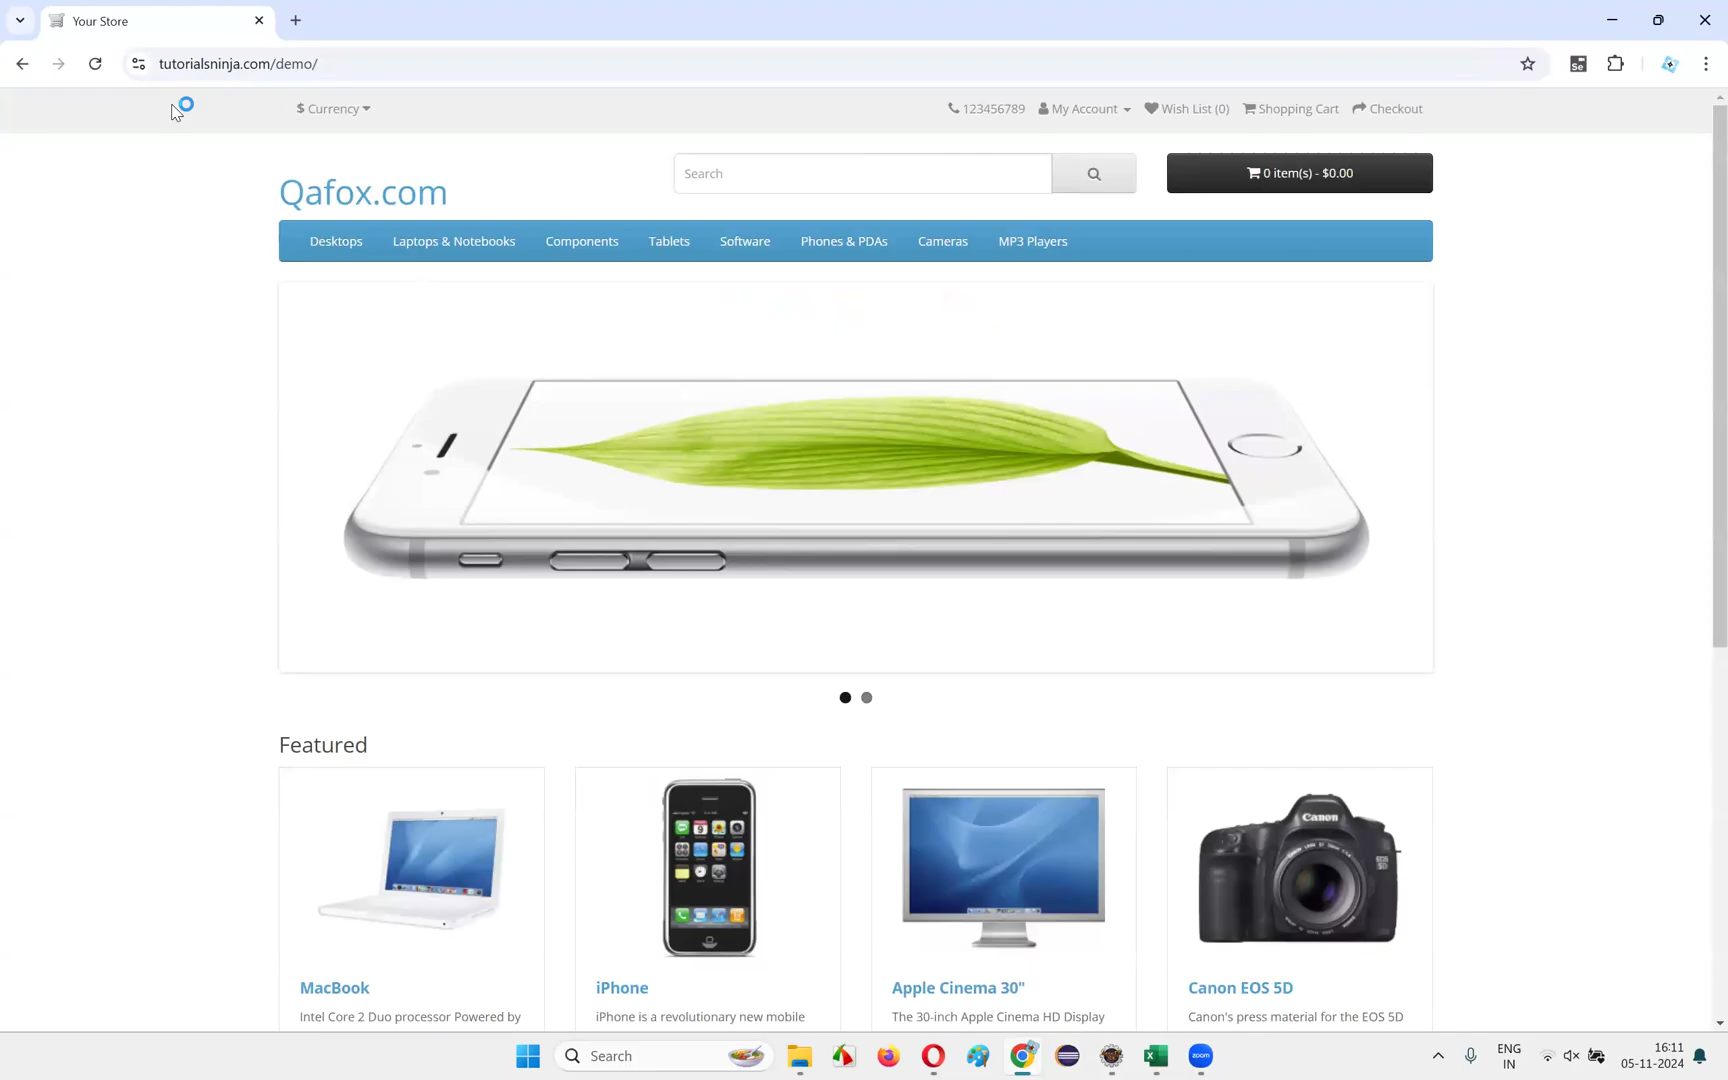 Your Store
tutorialsninja.com/demo/
$ Currency
123456789
My Account
Wish List (0)
Shopping Cart
Checkout
Qafox.com
Search
0 item(s) - $0.00
Desktops
Laptops & Notebooks
Components
Tablets
Software
Phones & PDAs
Cameras
MP3 Players
Featured
Canon
MacBook
iPhone
Apple Cinema 30"
Canon EOS 5D
Intel Core 2 Duo processor Powered by
iPhone is a revolutionary new mobile
The 30-inch Apple Cinema HD Display
Canon's press material for the EOS 5D
Search
zoom
ENG
IN
16:11
05-11-2024